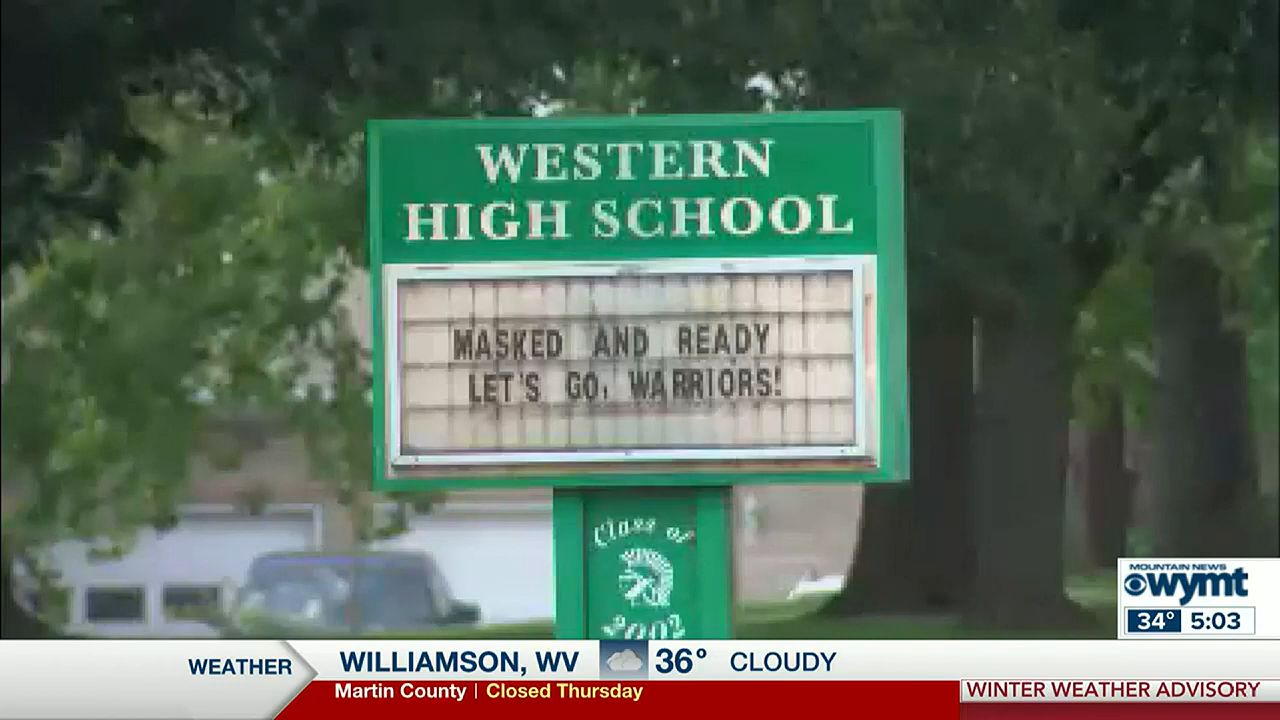 WESTERN
HIGH SCHOOL
MASKED AND READY
LET'S GO, WARRIORS!
Class of
2002
MOUNTAIN NEWS
wymt
34° 5:03
WEATHER
WILLIAMSON, WV 36° CLOUDY
Martin County | Closed Thursday
WINTER WEATHER ADVISORY